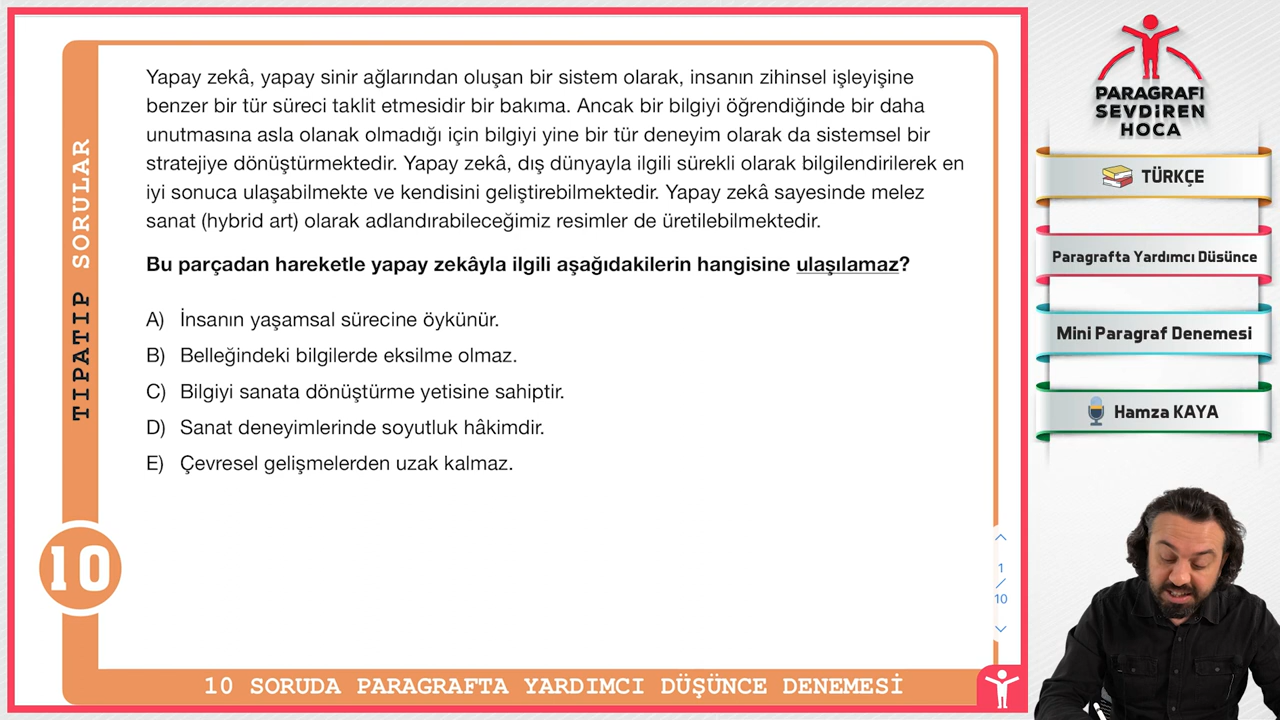 Yapay zekâ, yapay sinir ağlarından oluşan bir sistem olarak, insanın zihinsel işleyişine
benzer bir tür süreci taklit etmesidir bir bakıma. Ancak bir bilgiyi öğrendiğinde bir daha
unutmasına asla olanak olmadığı için bilgiyi yine bir tür deneyim olarak da sistemsel bir
stratejiye dönüştürmektedir. Yapay zekâ, dış dünyayla ilgili sürekli olarak bilgilendirilerek en
iyi sonuca ulaşabilmekte ve kendisini geliştirebilmektedir. Yapay zekâ sayesinde melez
sanat (hybrid art) olarak adlandırabileceğimiz resimler de üretilebilmektedir.
Bu parçadan hareketle yapay zekâyla ilgili aşağıdakilerin hangisine ulaşılamaz?
A) İnsanın yaşamsal sürecine öykünür.
B) Belleğindeki bilgilerde eksilme olmaz.
C) Bilgiyi sanata dönüştürme yetisine sahiptir.
D) Sanat deneyimlerinde soyutluk hâkimdir.
E) Çevresel gelişmelerden uzak kalmaz.
TIPATIP SORULAR
10
1
/
10
10 SORUDA PARAGRAFTA YARDIMCI DÜŞÜNCE DENEMESİ
PARAGRAFI
SEVDİREN
HOCA
TÜRKÇE
Paragrafta Yardımcı Düşünce
Mini Paragraf Denemesi
Hamza KAYA